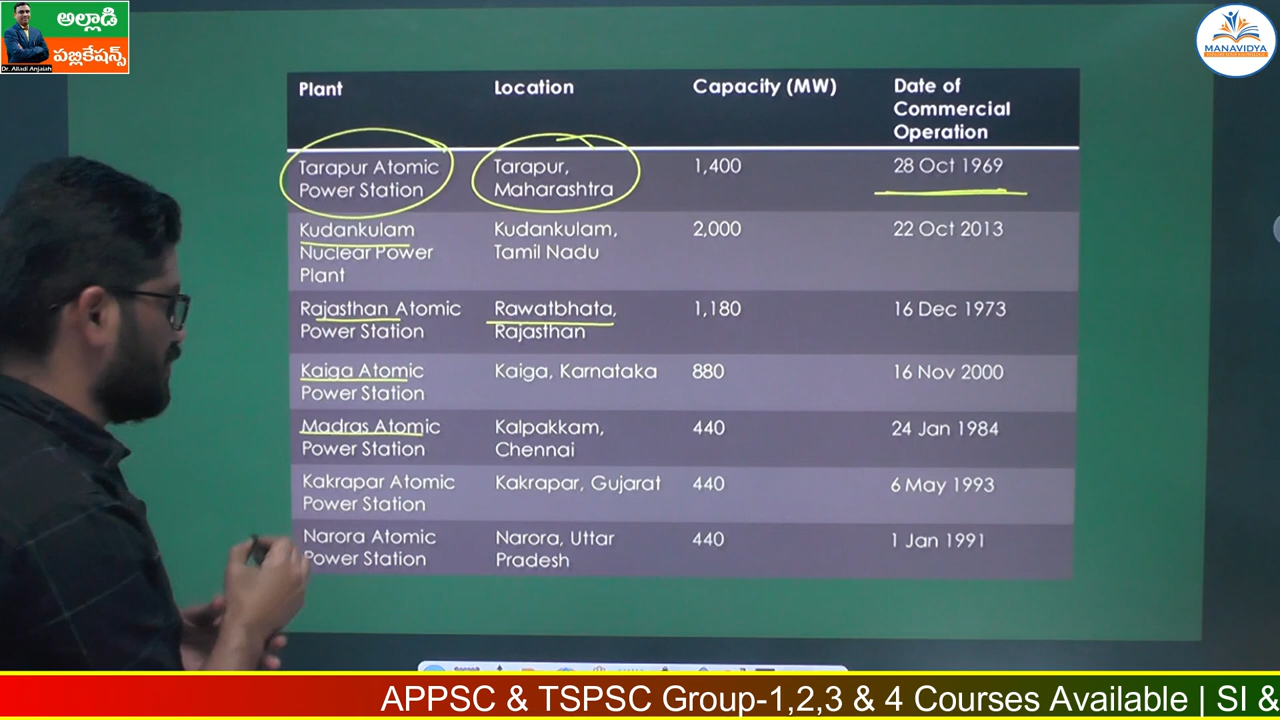 అల్లాడి
పబ్లికేషన్స్
Dr. Alladi Anjaiah
MANAVIDYA
Plant Location Capacity (MW) Date of
Commercial
Operation
Tarapur Atomic Tarapur, 1,400 28 Oct 1969
Power Station Maharashtra
Kudankulam Kudankulam, 2,000 22 Oct 2013
Nuclear Power Tamil Nadu
Plant
Rajasthan Atomic Rawatbhata, 1,180 16 Dec 1973
Power Station Rajasthan
Kaiga Atomic Kaiga, Karnataka 880 16 Nov 2000
Power Station
Madras Atomic Kalpakkam, 440 24 Jan 1984
Power Station Chennai
Kakrapar Atomic Kakrapar, Gujarat 440 6 May 1993
Power Station
Narora Atomic Narora, Uttar 440 1 Jan 1991
Power Station Pradesh
APPSC & TSPSC Group-1,2,3 & 4 Courses Available | SI &